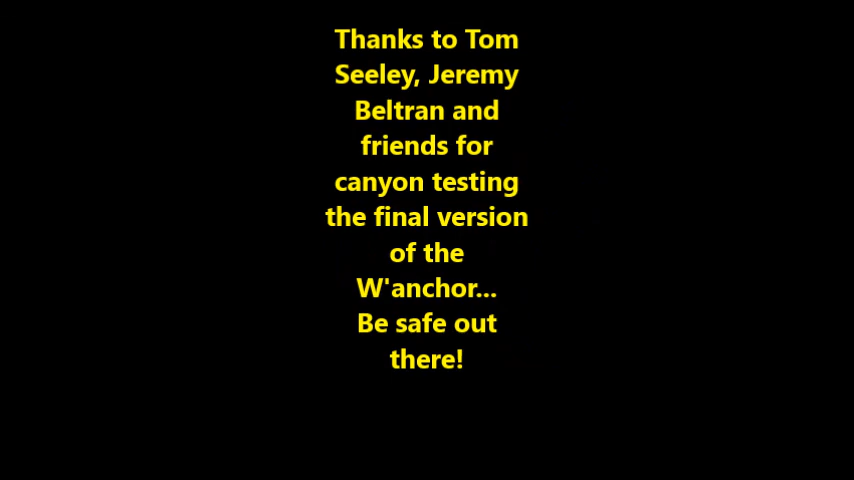 Thanks to Tom
Seeley, Jeremy
Beltran and
friends for
canyon testing
the final version
of the
W'anchor...
Be safe out
there!